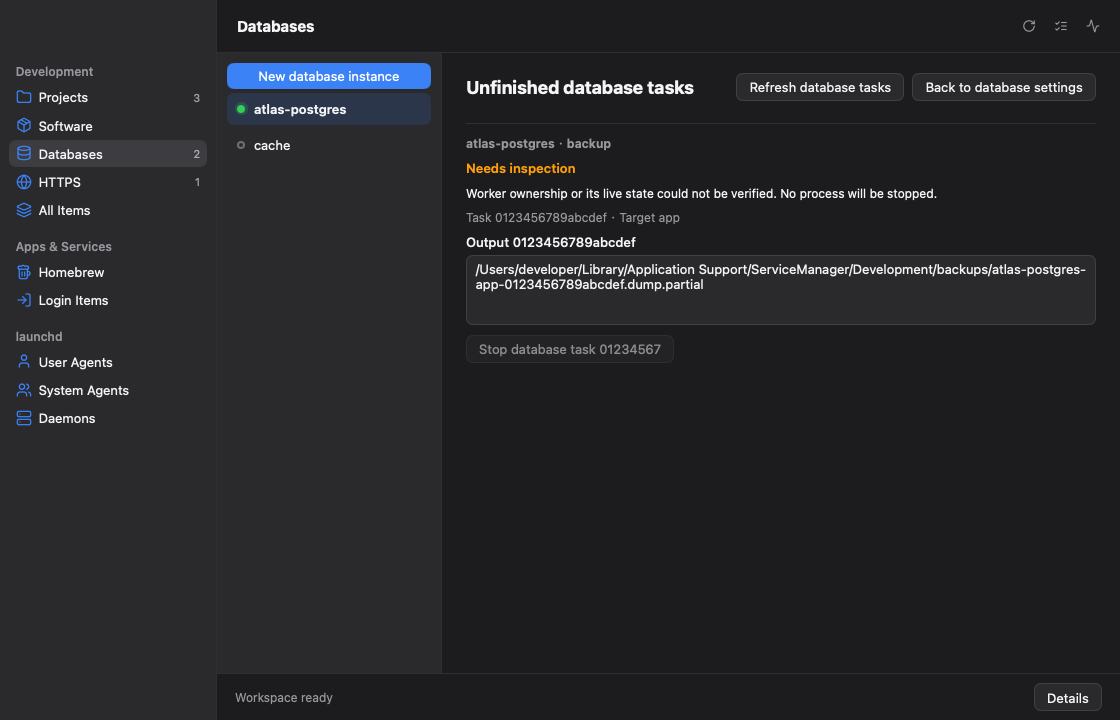 Databases
Development
Projects 3
Software
Databases 2
HTTPS 1
All Items
Apps & Services
Homebrew
Login Items
launchd
User Agents
System Agents
Daemons
New database instance
atlas-postgres
cache
Unfinished database tasks
Refresh database tasks
Back to database settings
atlas-postgres · backup
Needs inspection
Worker ownership or its live state could not be verified. No process will be stopped.
Task 0123456789abcdef · Target app
Output 0123456789abcdef
/Users/developer/Library/Application Support/ServiceManager/Development/backups/atlas-postgres-
app-0123456789abcdef.dump.partial
Stop database task 01234567
Workspace ready
Details